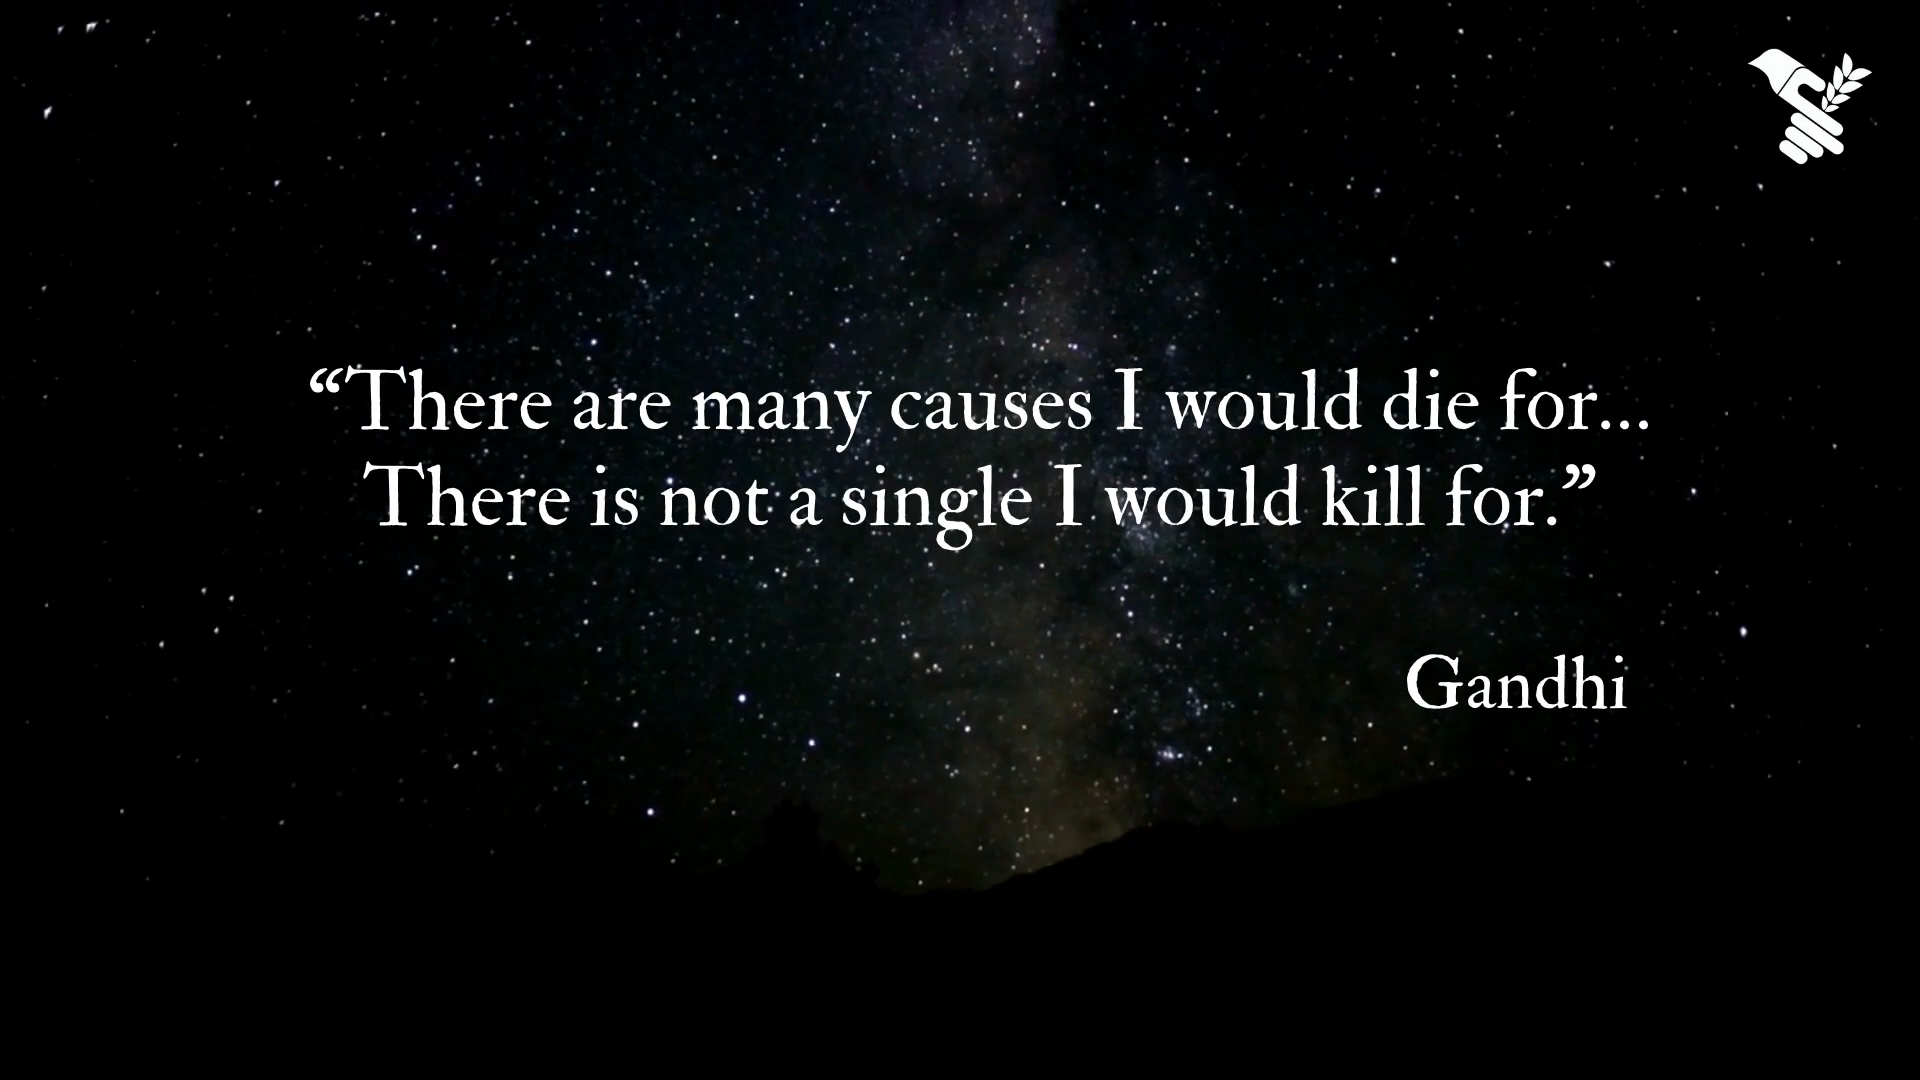 “There are many causes I would die for...
There is not a single I would kill for.”
Gandhi